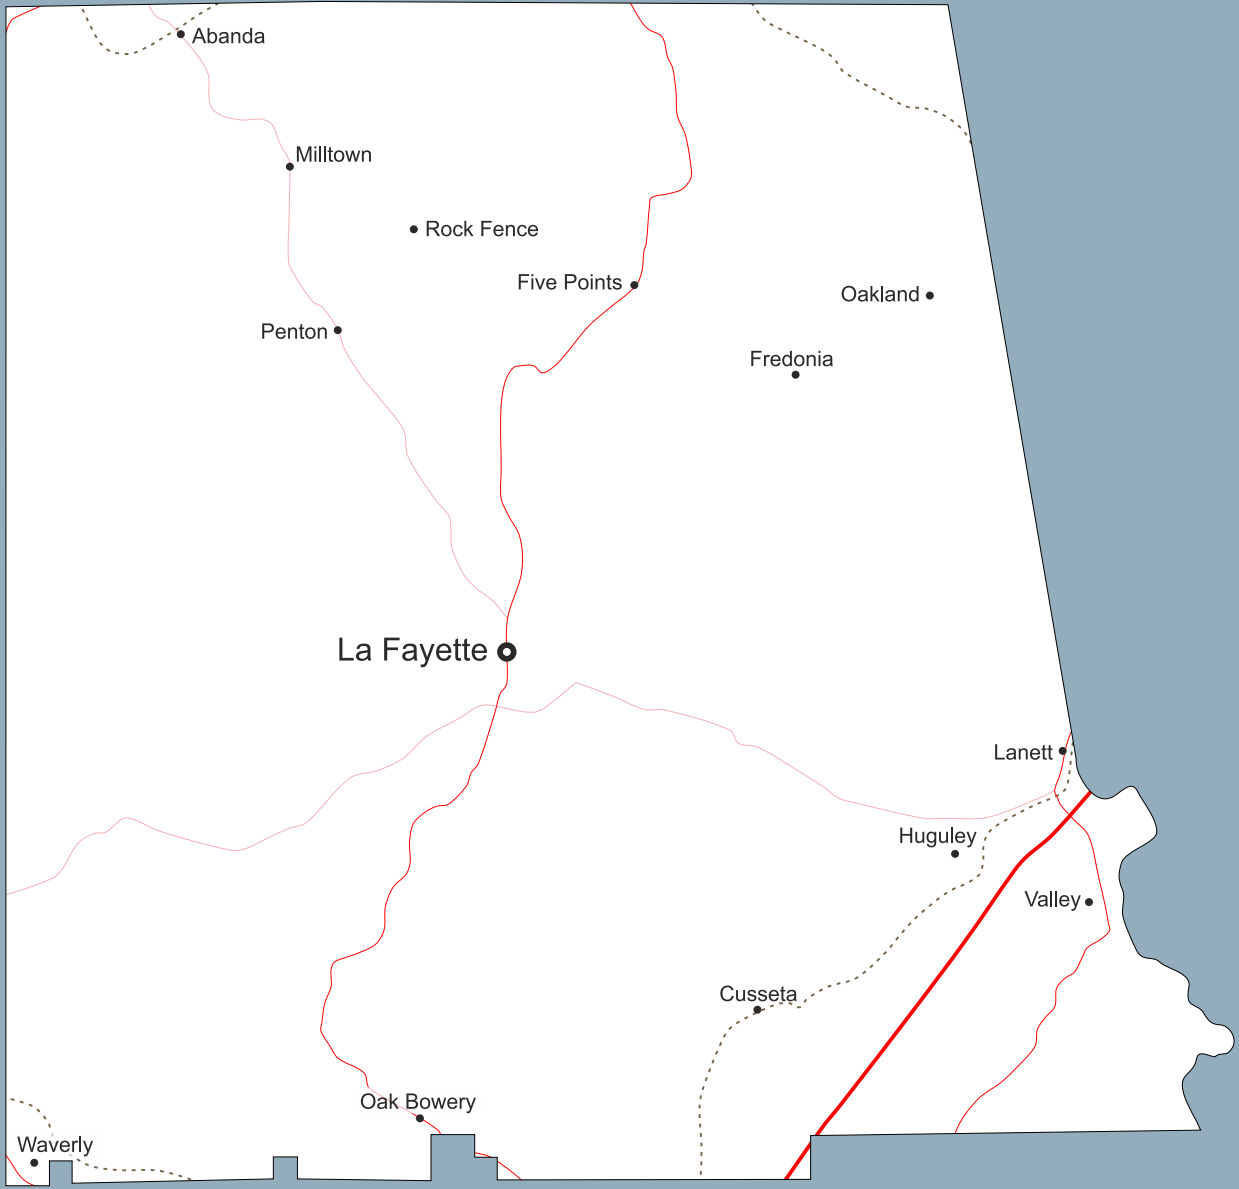 Abanda
Milltown
Rock Fence
Five Points
Oakland
Penton
Fredonia
La Fayette
Lanett
Huguley
Valley
Cusseta
Oak Bowery
Waverly